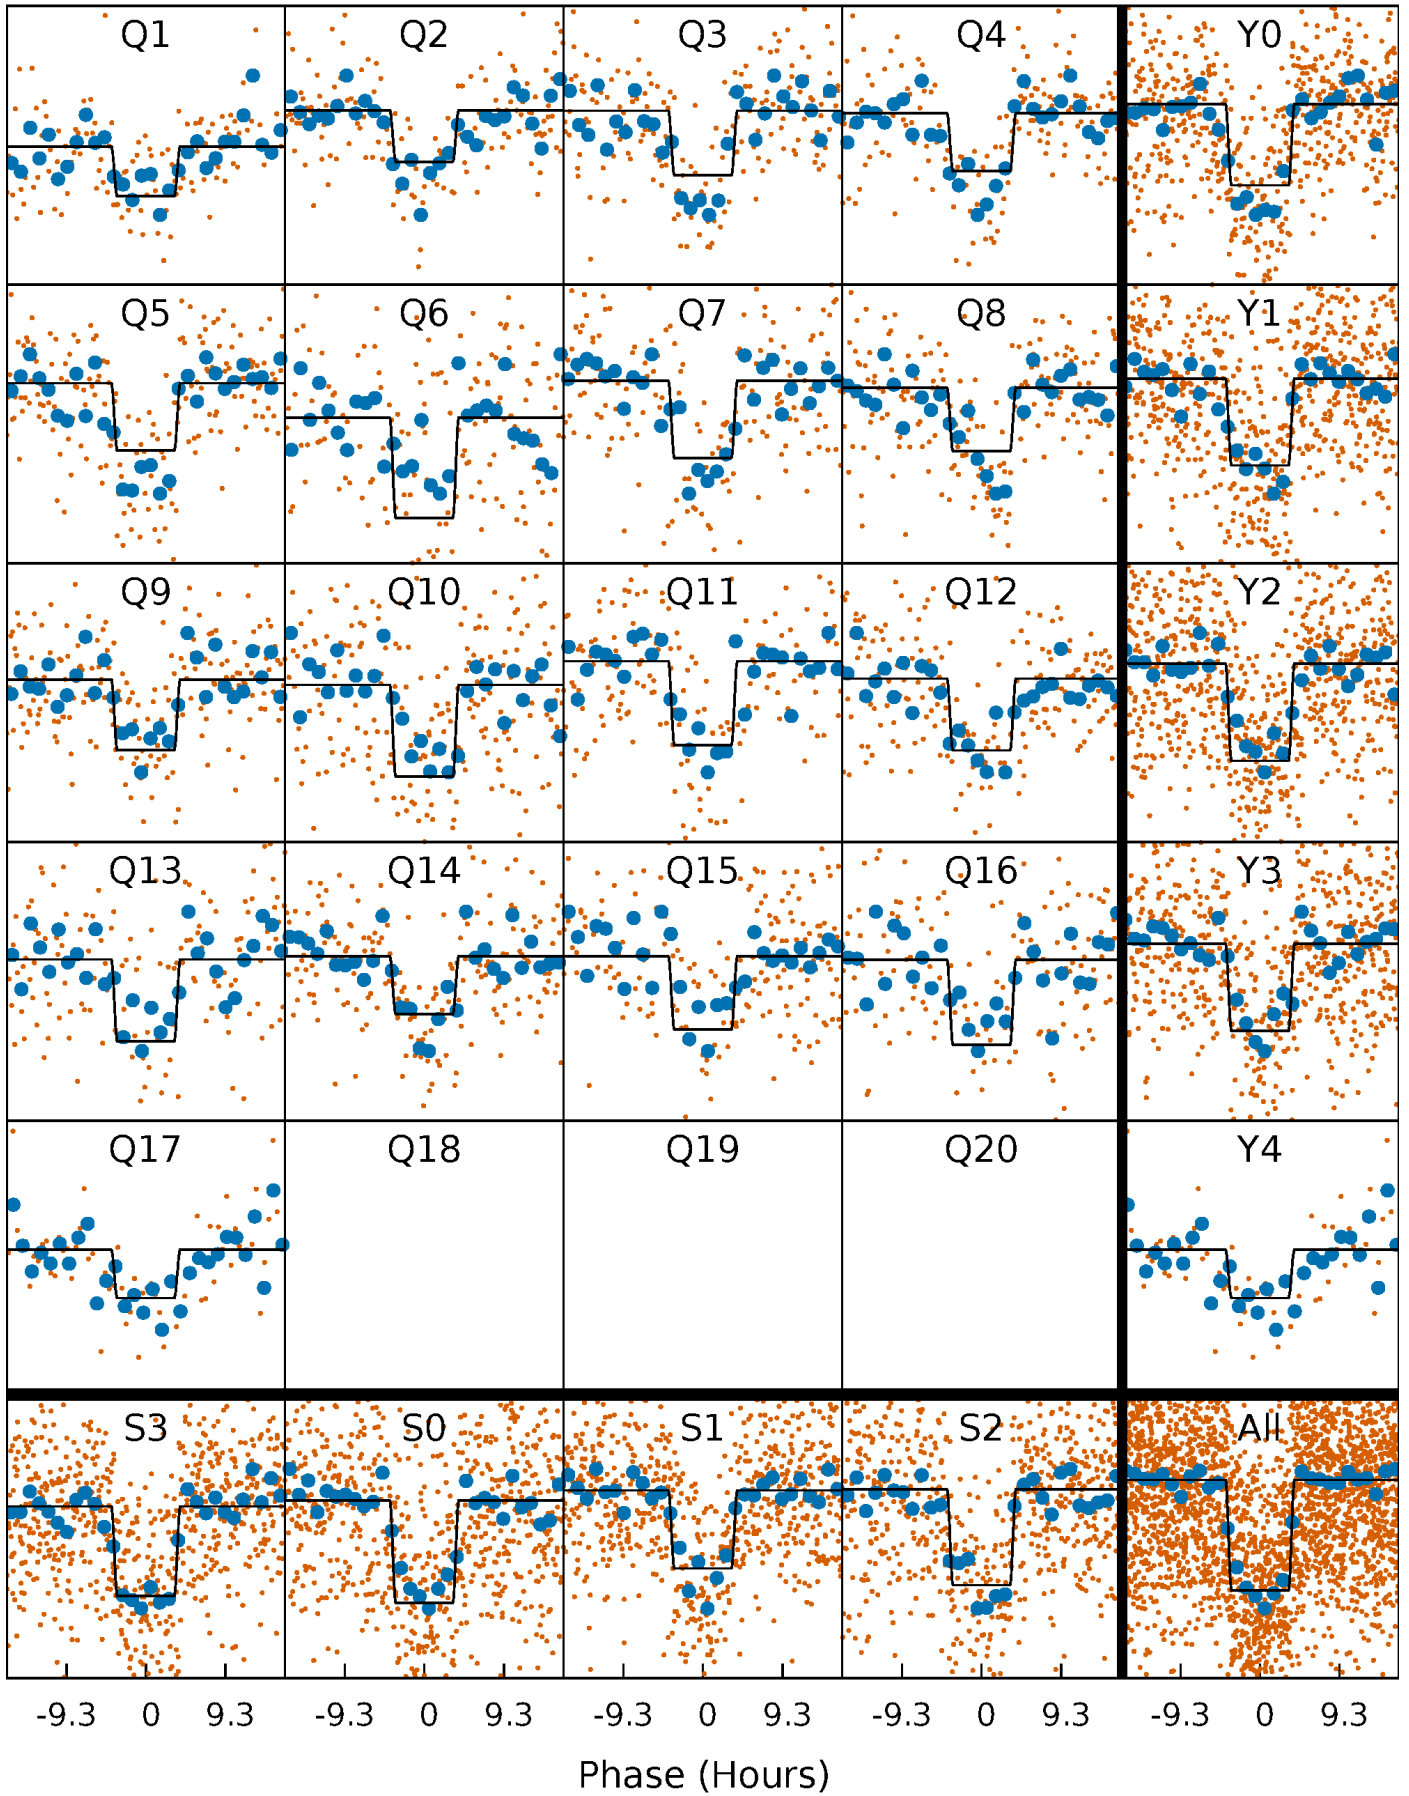 Q1 Q2 Q3 Q4 Y0
Q5 Q6 Q7 Q8 Y1
Q9 Q10 Q11 Q12 Y2
Q13 Q14 Q15 Q16 Y3
Q17 Q18 Q19 Q20 Y4
S3 S0 S1 S2 All
-9.3 0 9.3 -9.3 0 9.3 -9.3 0 9.3 -9.3 0 9.3 -9.3 0 9.3
Phase (Hours)